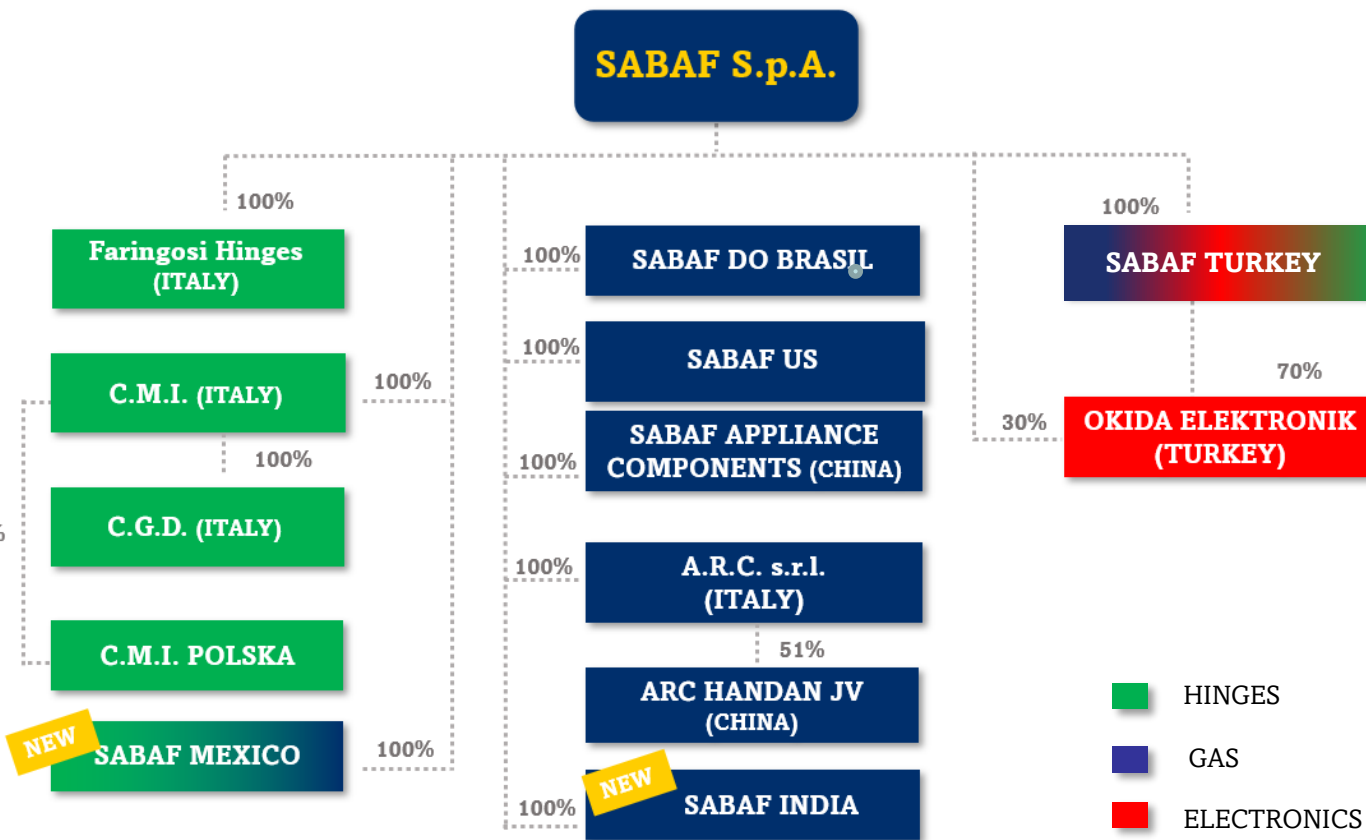 SABAF S.p.A.
100%
Faringosi Hinges
(ITALY)
C.M.I. (ITALY)
100%
100%
C.G.D. (ITALY)
%
C.M.I. POLSKA
NEW
SABAF MEXICO
100%
100%
SABAF DO BRASIL
100%
SABAF US
100%
SABAF APPLIANCE
COMPONENTS (CHINA)
100%
A.R.C. s.r.l.
(ITALY)
51%
ARC HANDAN JV
(CHINA)
NEW
100%
SABAF INDIA
100%
SABAF TURKEY
70%
30%
OKIDA ELEKTRONIK
(TURKEY)
HINGES
GAS
ELECTRONICS